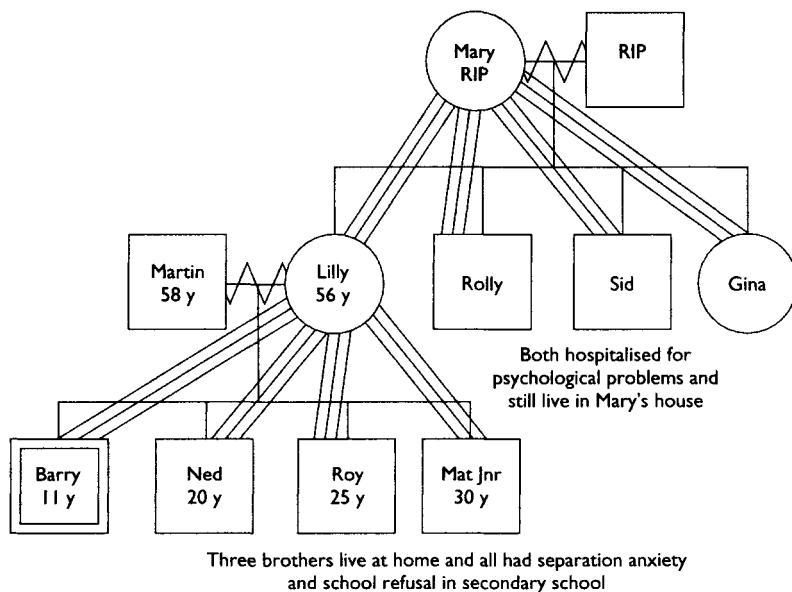 Mary
RIP
RIP
Martin
58 y
Lilly
56 y
Rolly
Sid
Gina
Both hospitalised for
psychological problems and
still live in Mary's house
Barry
11 y
Ned
20 y
Roy
25 y
Mat Jnr
30 y
Three brothers live at home and all had separation anxiety
and school refusal in secondary school